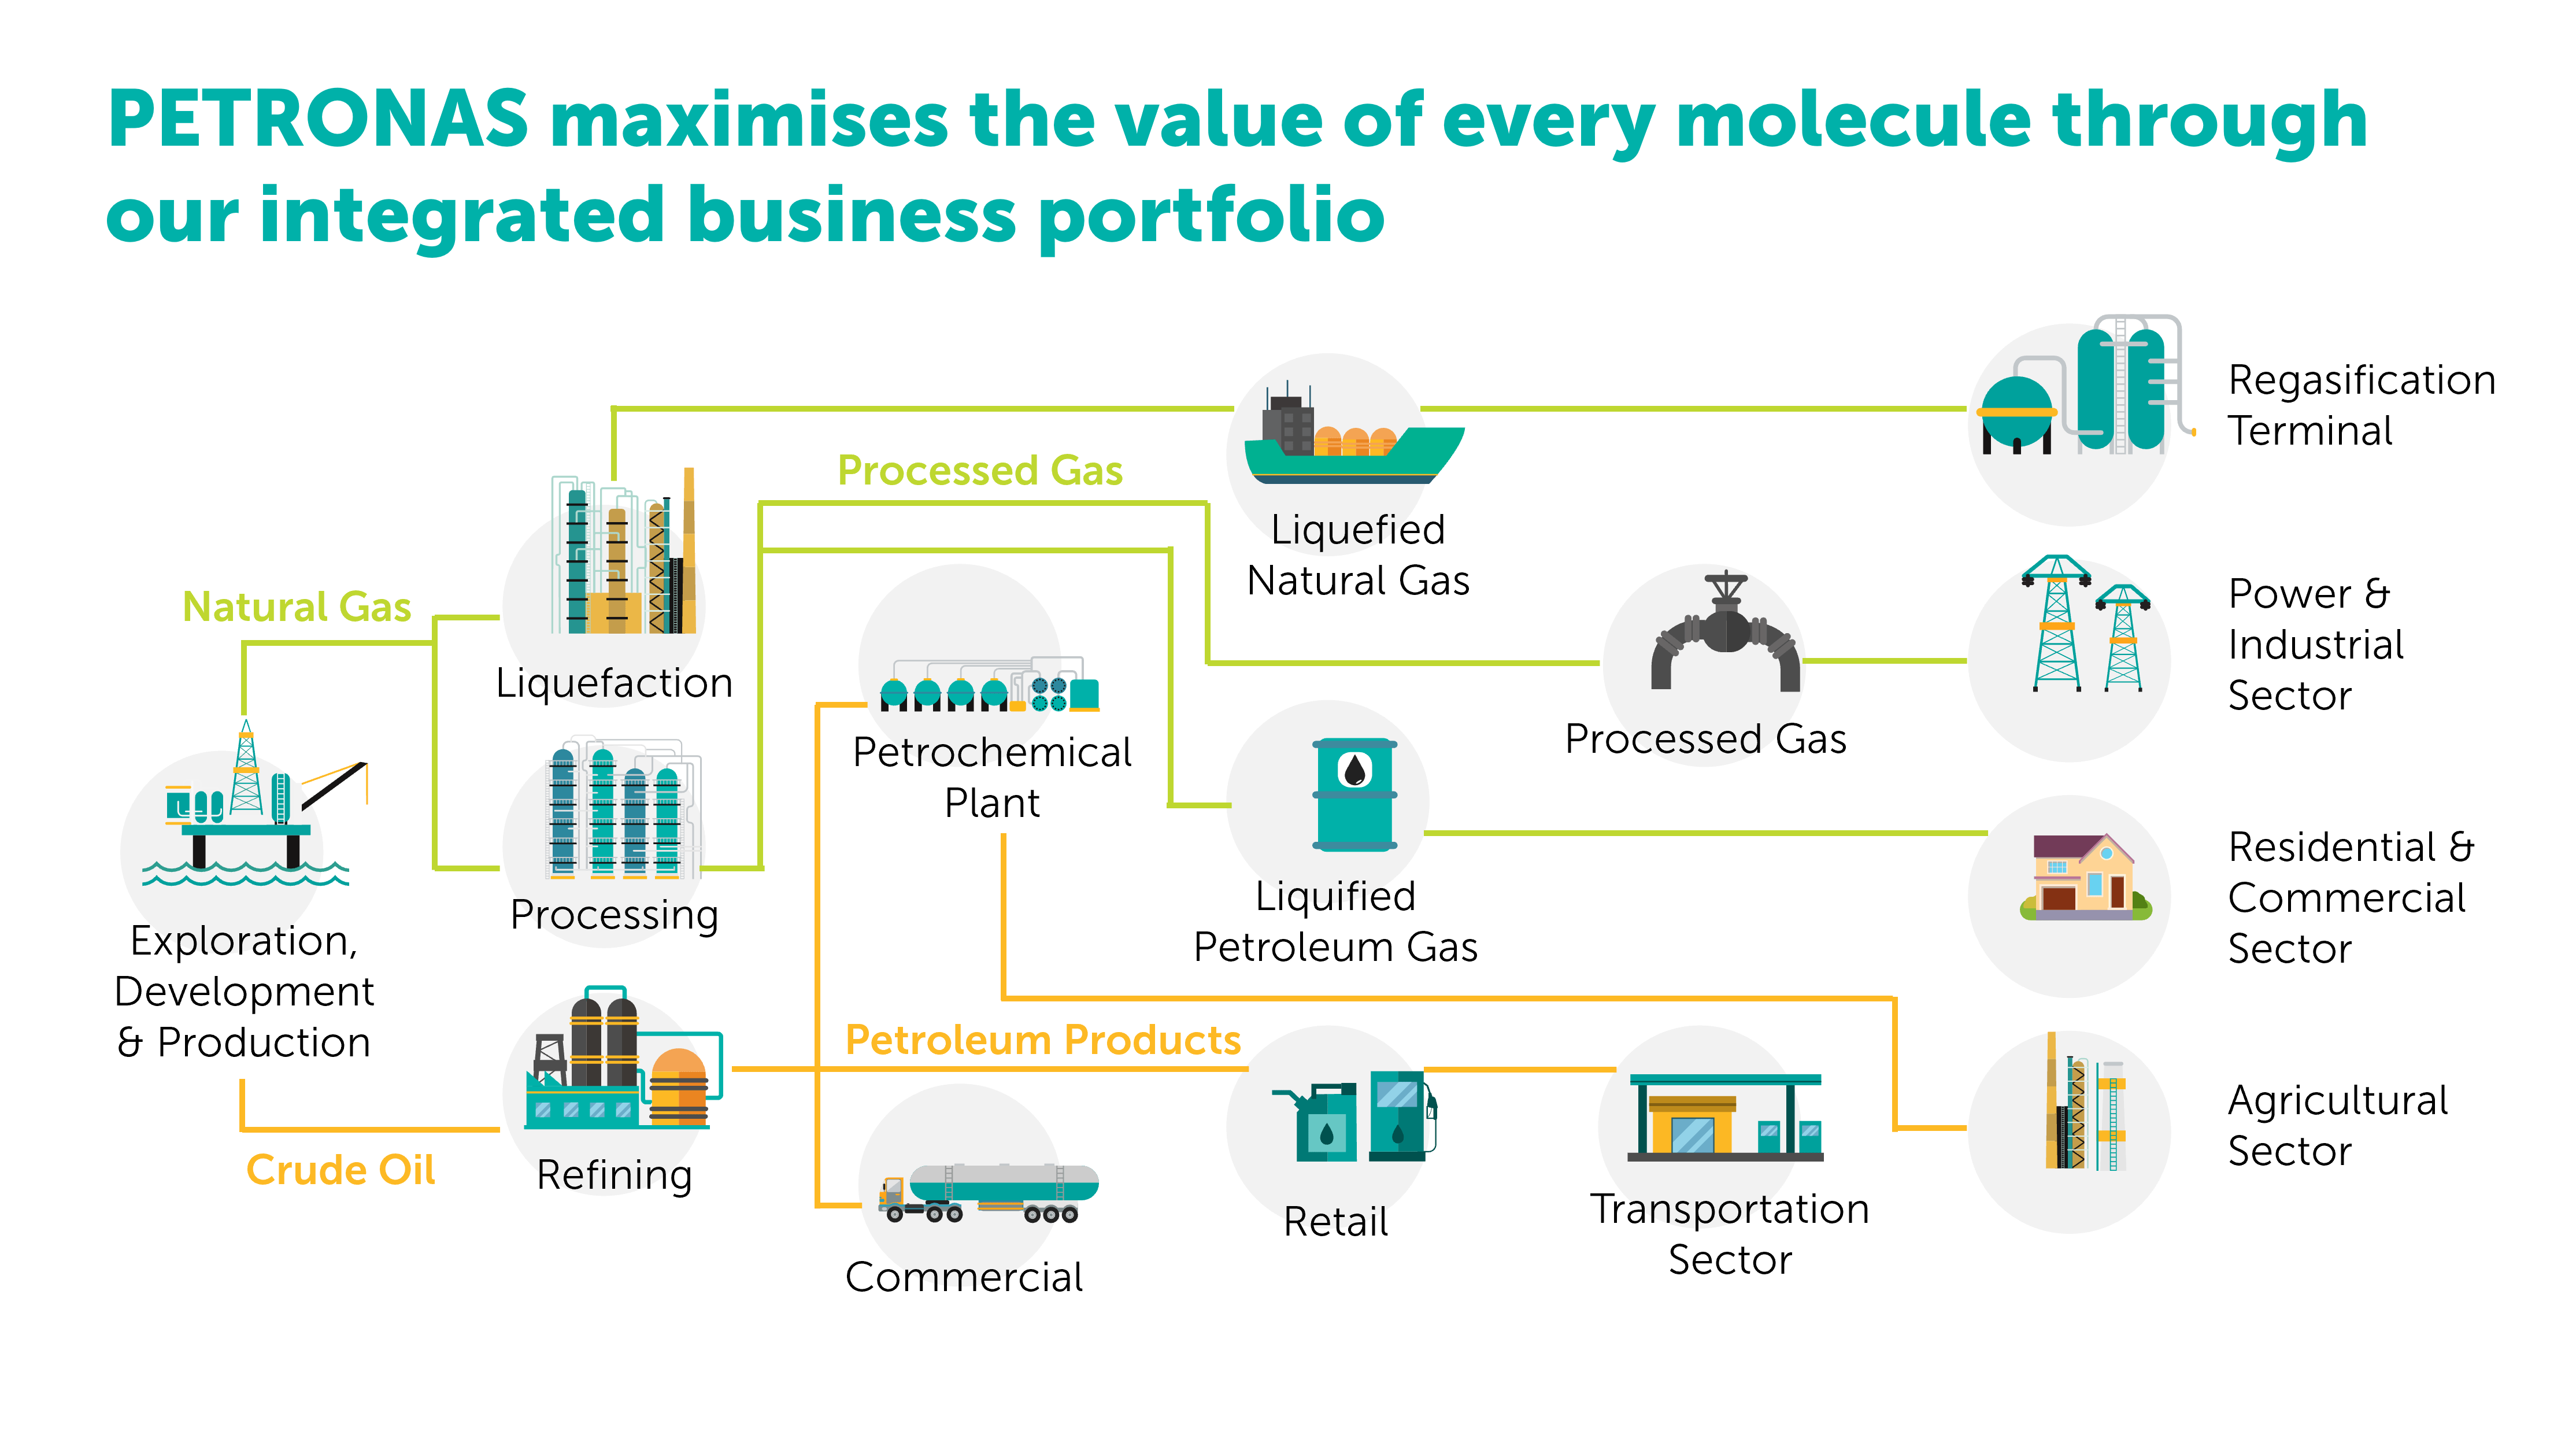 PETRONAS maximises the value of every molecule through
our integrated business portfolio
Regasification
Terminal
Processed Gas
Liquefied
Natural Gas
Natural Gas
Power &
Industrial
Sector
Liquefaction
Petrochemical
Plant
Processed Gas
Residential &
Commercial
Sector
Liquified
Petroleum Gas
Processing
Exploration,
Development
& Production
Petroleum Products
Agricultural
Sector
Crude Oil
Refining
Retail
Transportation
Sector
Commercial